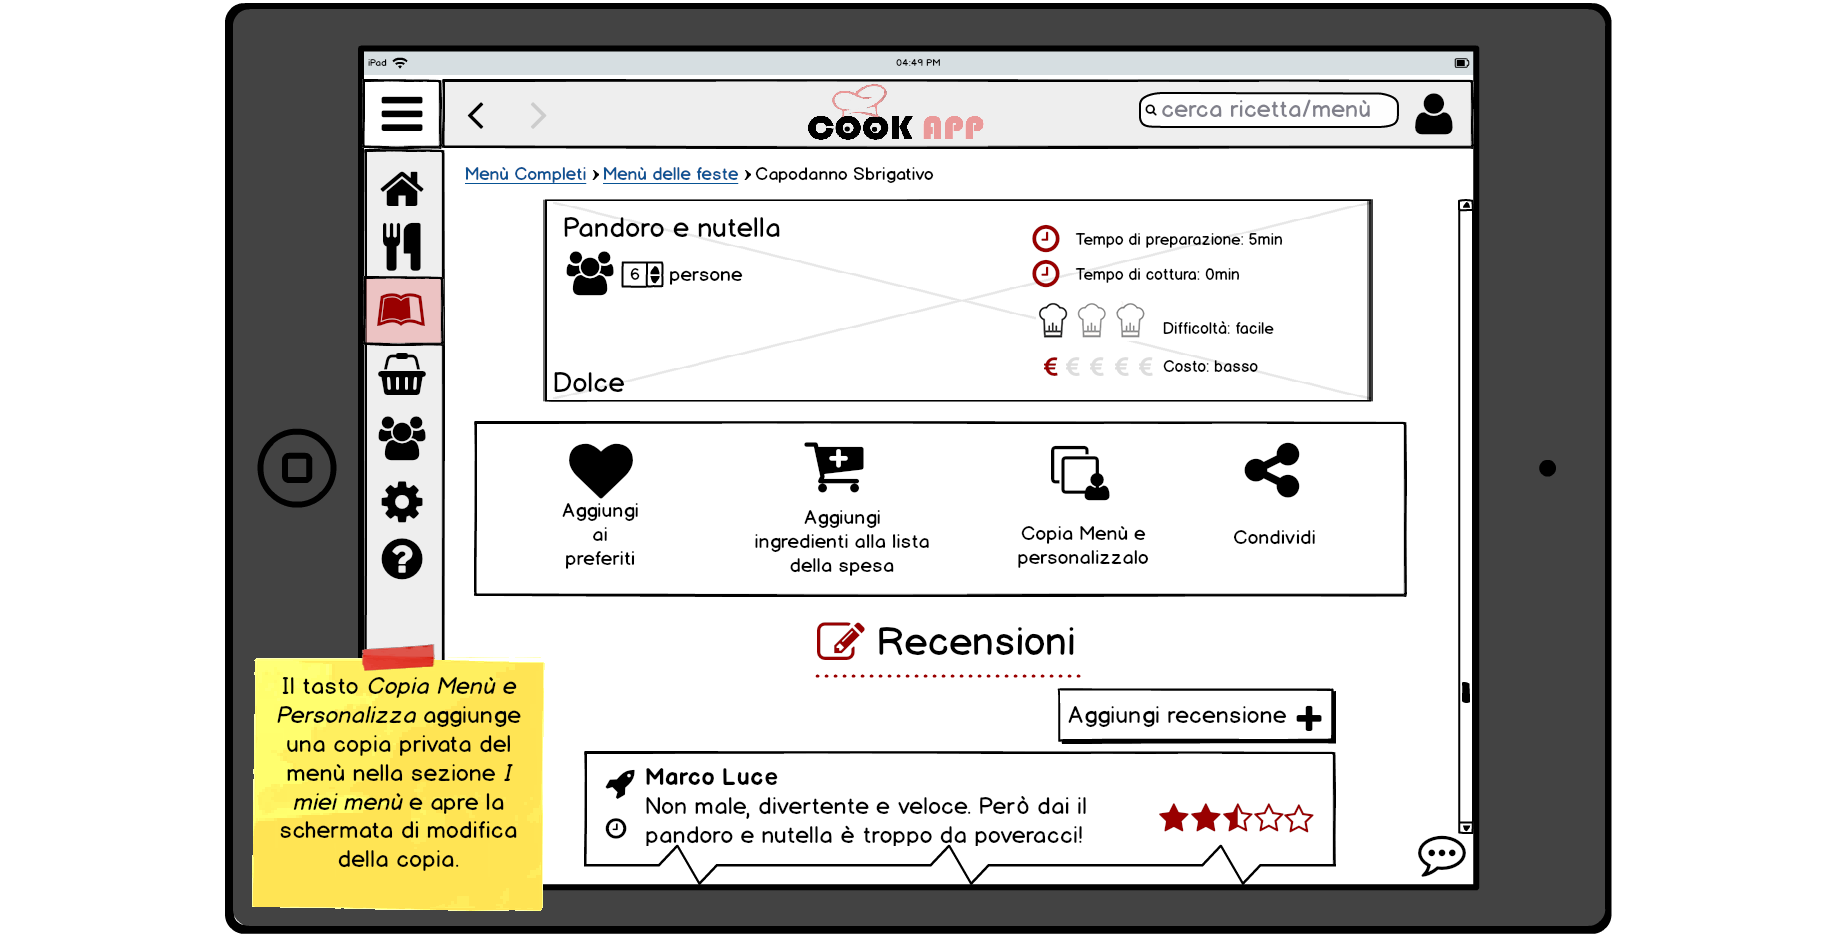 iPad
04:49 PM
COOK APP
cerca ricetta/menù
Menù Completi › Menù delle feste › Capodanno Sbrigativo
Pandoro e nutella
6 persone
Dolce
Tempo di preparazione: 5min
Tempo di cottura: 0min
Difficoltà: facile
€ € € € € Costo: basso
Aggiungi
ai
preferiti
Aggiungi
ingredienti alla lista
della spesa
Copia Menù e
personalizzalo
Condividi
Recensioni
Aggiungi recensione
Marco Luce
Non male, divertente e veloce. Però dai il
pandoro e nutella è troppo da poveracci!
Il tasto Copia Menù e
Personalizza aggiunge
una copia privata del
menù nella sezione I
miei menù e apre la
schermata di modifica
della copia.